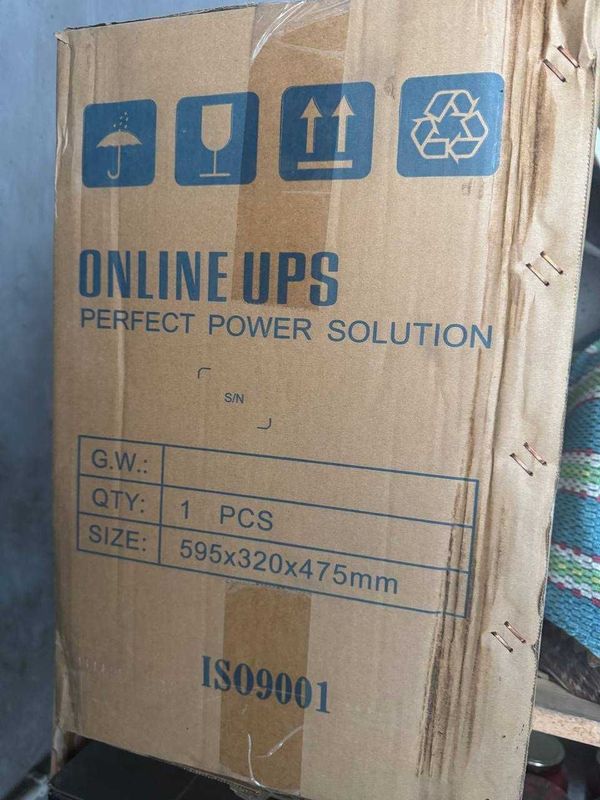 ONLINE UPS
PERFECT POWER SOLUTION
S/N
G.W.:
QTY: 1 PCS
SIZE: 595x320x475mm
ISO9001